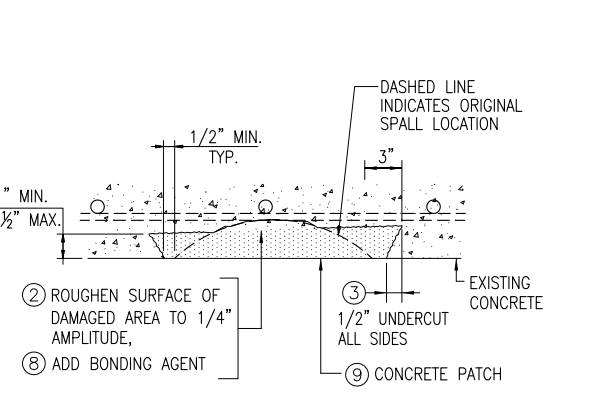 DASHED LINE
INDICATES ORIGINAL
SPALL LOCATION
1/2" MIN.
TYP.
3"
" MIN.
½" MAX.
2 ROUGHEN SURFACE OF
DAMAGED AREA TO 1/4"
AMPLITUDE,
8 ADD BONDING AGENT
3
1/2" UNDERCUT
ALL SIDES
EXISTING
CONCRETE
9 CONCRETE PATCH